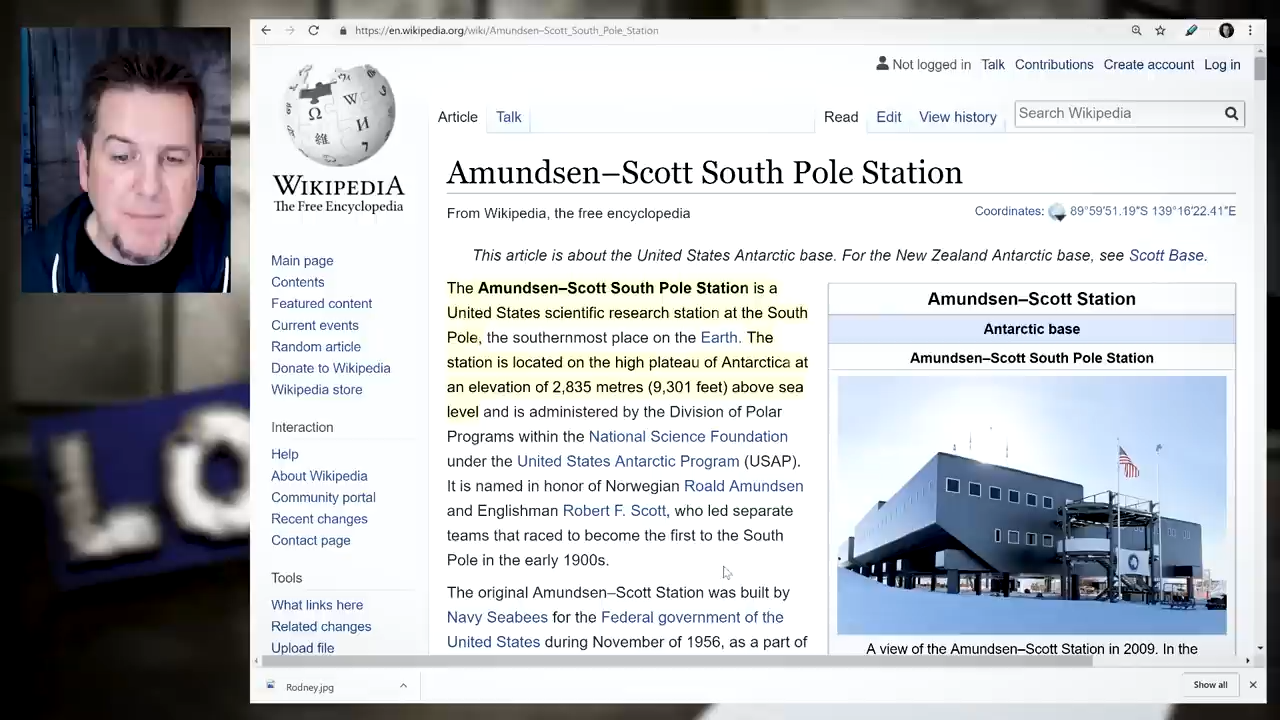 https://en.wikipedia.org/wiki/Amundsen–Scott_South_Pole_Station
Not logged in Talk Contributions Create account Log in
Article Talk Read Edit View history Search Wikipedia
WIKIPEDIA
The Free Encyclopedia
Main page
Contents
Featured content
Current events
Random article
Donate to Wikipedia
Wikipedia store
Interaction
Help
About Wikipedia
Community portal
Recent changes
Contact page
Tools
What links here
Related changes
Upload file
Amundsen–Scott South Pole Station
From Wikipedia, the free encyclopedia
Coordinates: 89°59′51.19″S 139°16′22.41″E
This article is about the United States Antarctic base. For the New Zealand Antarctic base, see Scott Base.
The Amundsen–Scott South Pole Station is a
United States scientific research station at the South
Pole, the southernmost place on the Earth. The
station is located on the high plateau of Antarctica at
an elevation of 2,835 metres (9,301 feet) above sea
level and is administered by the Division of Polar
Programs within the National Science Foundation
under the United States Antarctic Program (USAP).
It is named in honor of Norwegian Roald Amundsen
and Englishman Robert F. Scott, who led separate
teams that raced to become the first to the South
Pole in the early 1900s.
The original Amundsen–Scott Station was built by
Navy Seabees for the Federal government of the
United States during November of 1956, as a part of
Amundsen–Scott Station
Antarctic base
Amundsen–Scott South Pole Station
A view of the Amundsen–Scott Station in 2009. In the
Rodney.jpg
Show all
LO